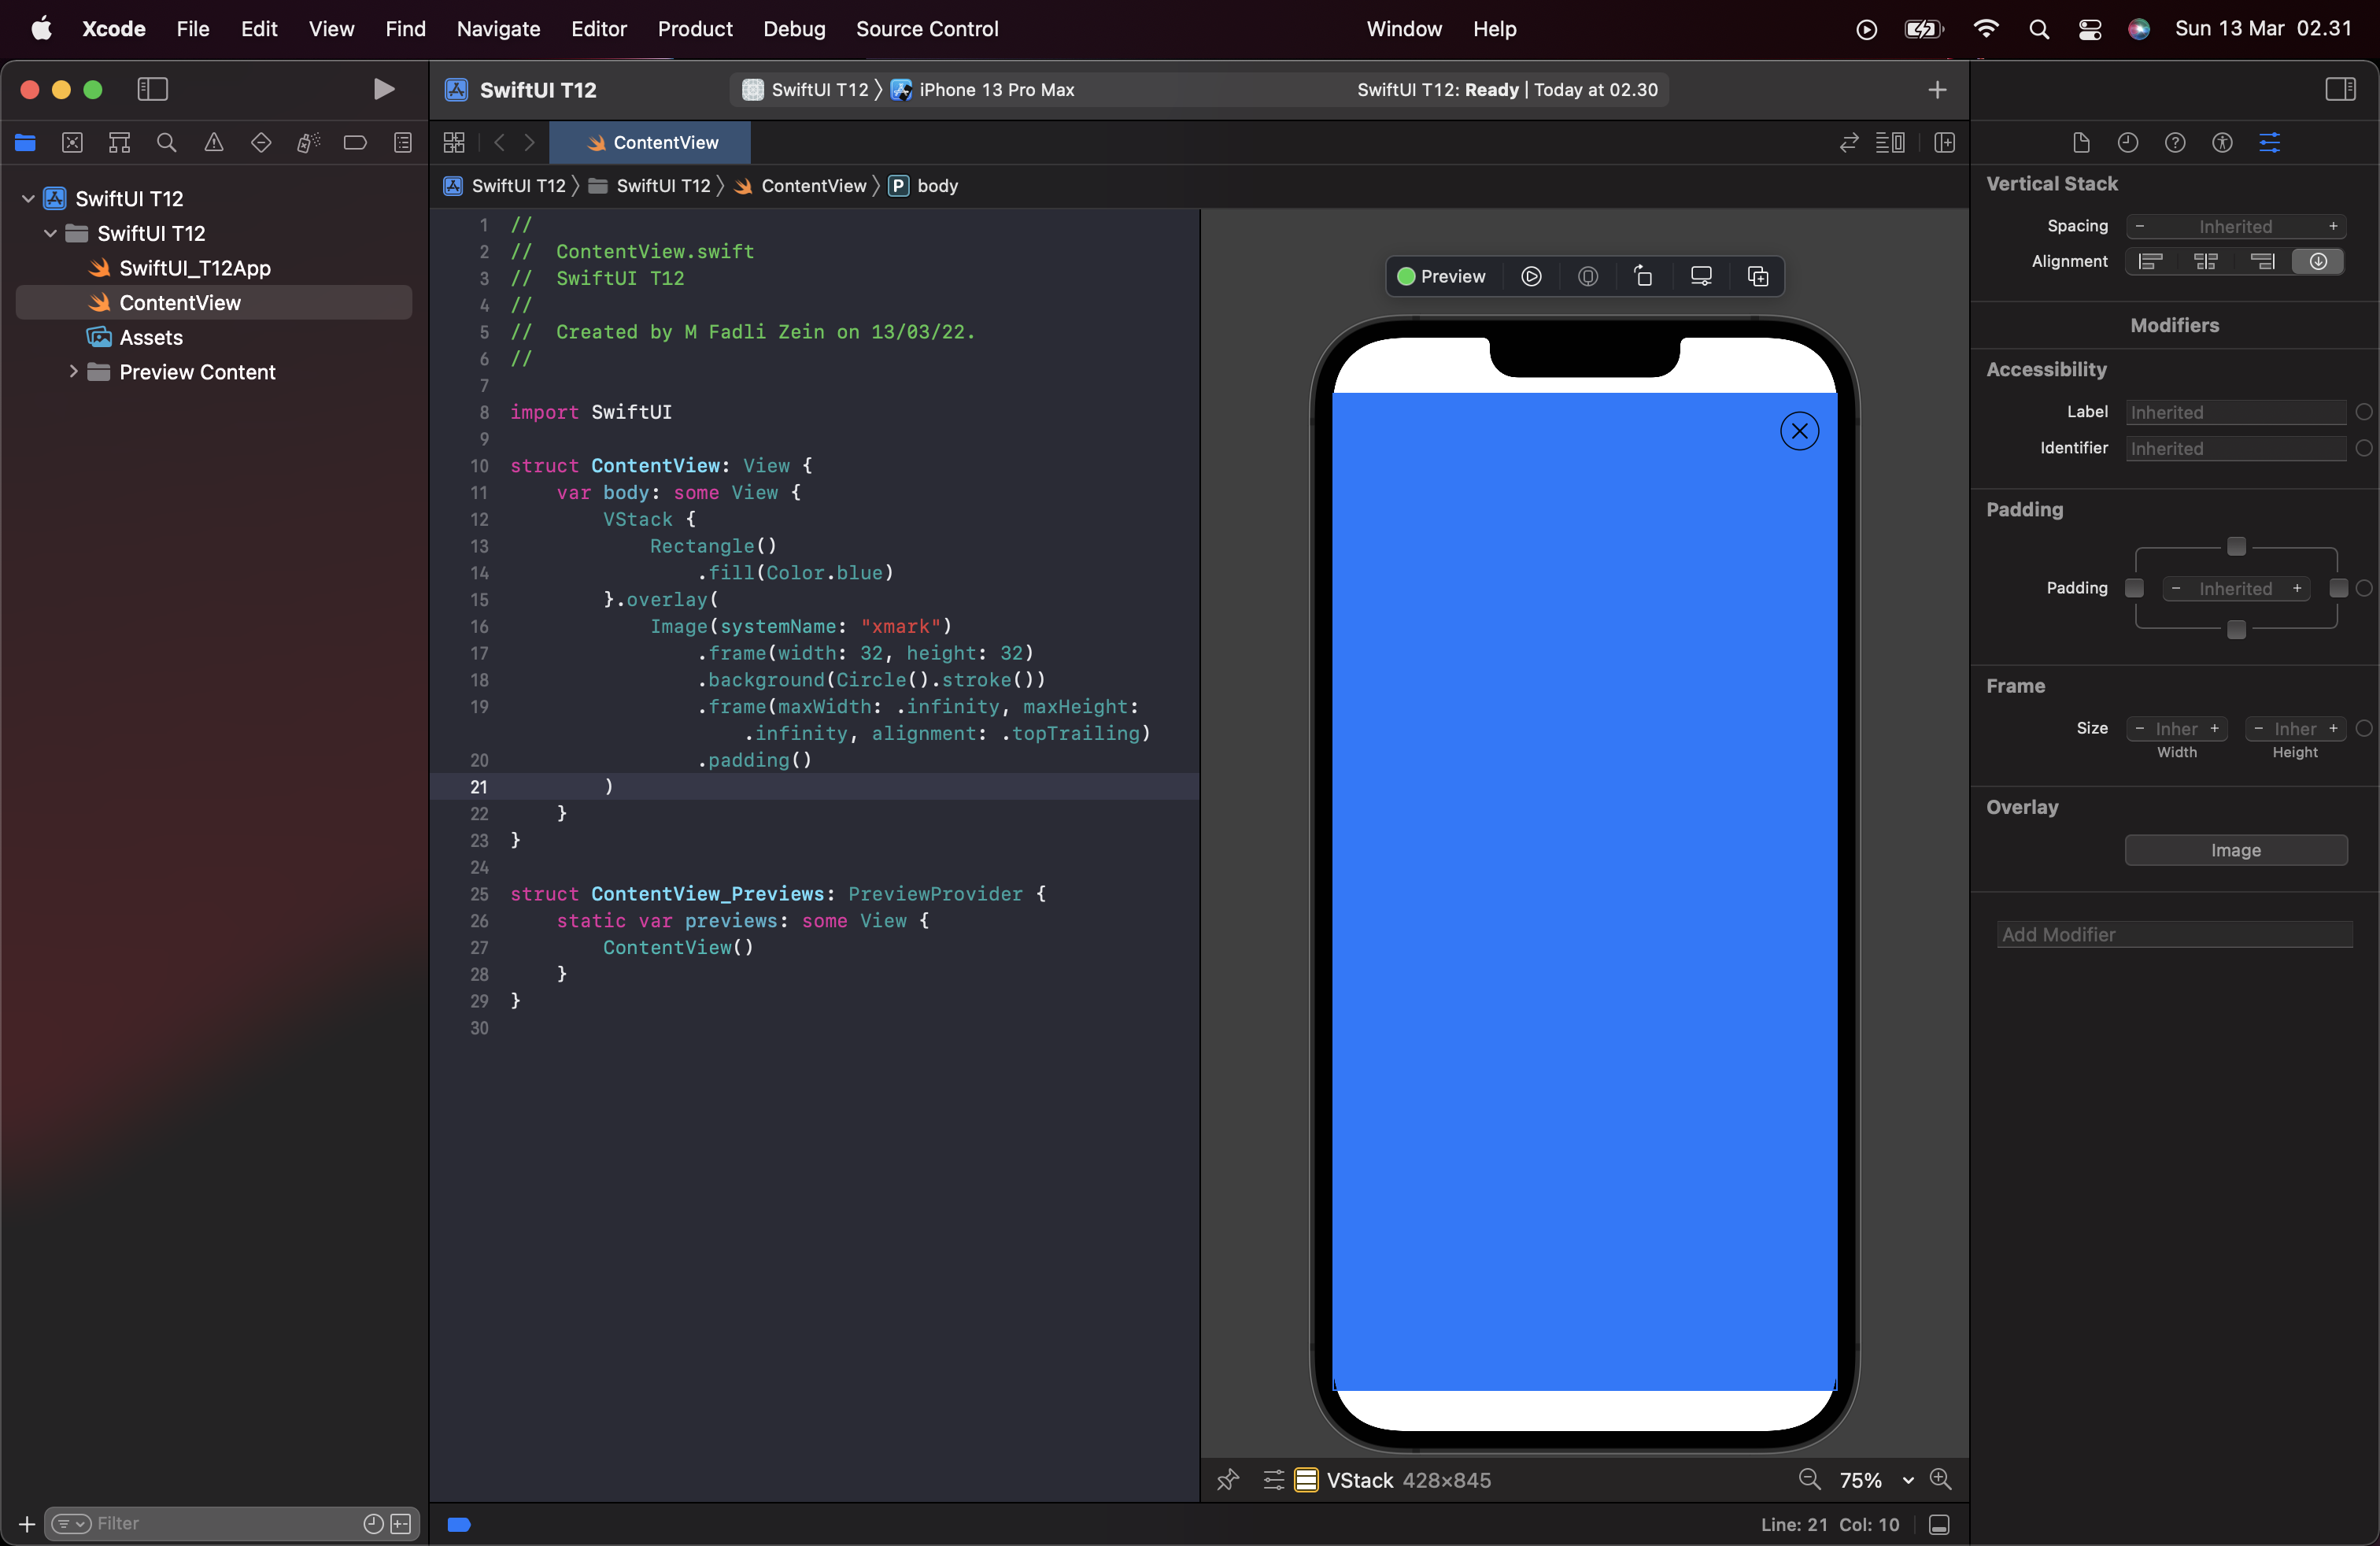 Xcode File Edit View Find Navigate Editor Product Debug Source Control Window Help Sun 13 Mar 02.31
SwiftUI T12 SwiftUI T12 〉 iPhone 13 Pro Max SwiftUI T12: Ready | Today at 02.30
ContentView
SwiftUI T12 〉 SwiftUI T12 〉 ContentView 〉 P body
SwiftUI T12
SwiftUI T12
SwiftUI_T12App
ContentView
Assets
Preview Content
Filter
1 //
2 //  ContentView.swift
3 //  SwiftUI T12
4 //
5 //  Created by M Fadli Zein on 13/03/22.
6 //
7
8 import SwiftUI
9
10 struct ContentView: View {
11     var body: some View {
12         VStack {
13             Rectangle()
14                 .fill(Color.blue)
15         }.overlay(
16             Image(systemName: "xmark")
17                 .frame(width: 32, height: 32)
18                 .background(Circle().stroke())
19                 .frame(maxWidth: .infinity, maxHeight:
                    .infinity, alignment: .topTrailing)
20                 .padding()
21         )
22     }
23 }
24
25 struct ContentView_Previews: PreviewProvider {
26     static var previews: some View {
27         ContentView()
28     }
29 }
30
Preview
VStack 428×845
75%
Line: 21 Col: 10
Vertical Stack
Spacing - Inherited +
Alignment
Modifiers
Accessibility
Label Inherited
Identifier Inherited
Padding
Padding - Inherited +
Frame
Size - Inher + - Inher +
Width Height
Overlay
Image
Add Modifier